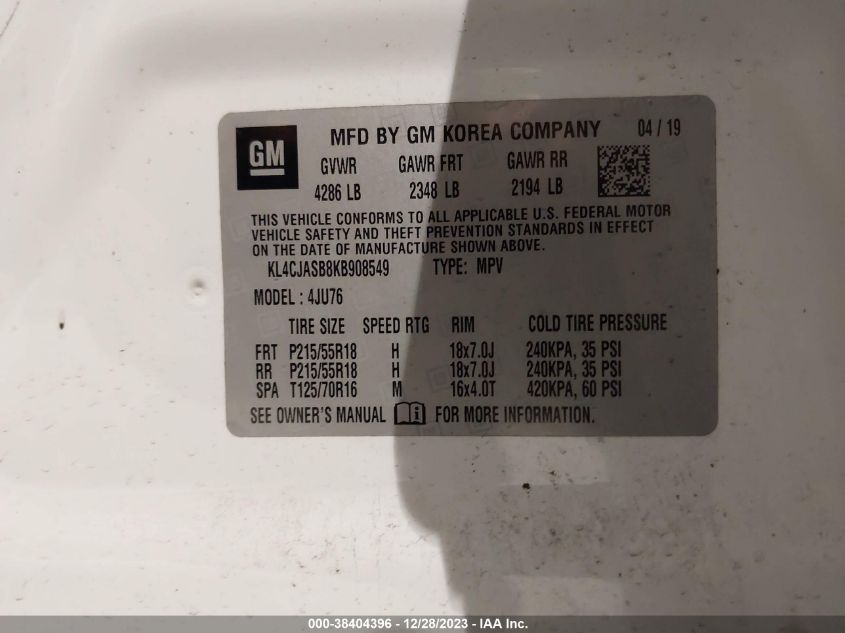 GM
MFD BY GM KOREA COMPANY 04 / 19
GVWR GAWR FRT GAWR RR
4286 LB 2348 LB 2194 LB
THIS VEHICLE CONFORMS TO ALL APPLICABLE U.S. FEDERAL MOTOR
VEHICLE SAFETY AND THEFT PREVENTION STANDARDS IN EFFECT
ON THE DATE OF MANUFACTURE SHOWN ABOVE.
KL4CJASB8KB908549 TYPE: MPV
MODEL : 4JU76
TIRE SIZE SPEED RTG RIM COLD TIRE PRESSURE
FRT P215/55R18 H 18x7.0J 240KPA, 35 PSI
RR P215/55R18 H 18x7.0J 240KPA, 35 PSI
SPA T125/70R16 M 16x4.0T 420KPA, 60 PSI
SEE OWNER'S MANUAL FOR MORE INFORMATION.
000-38404396 - 12/28/2023 - IAA Inc.